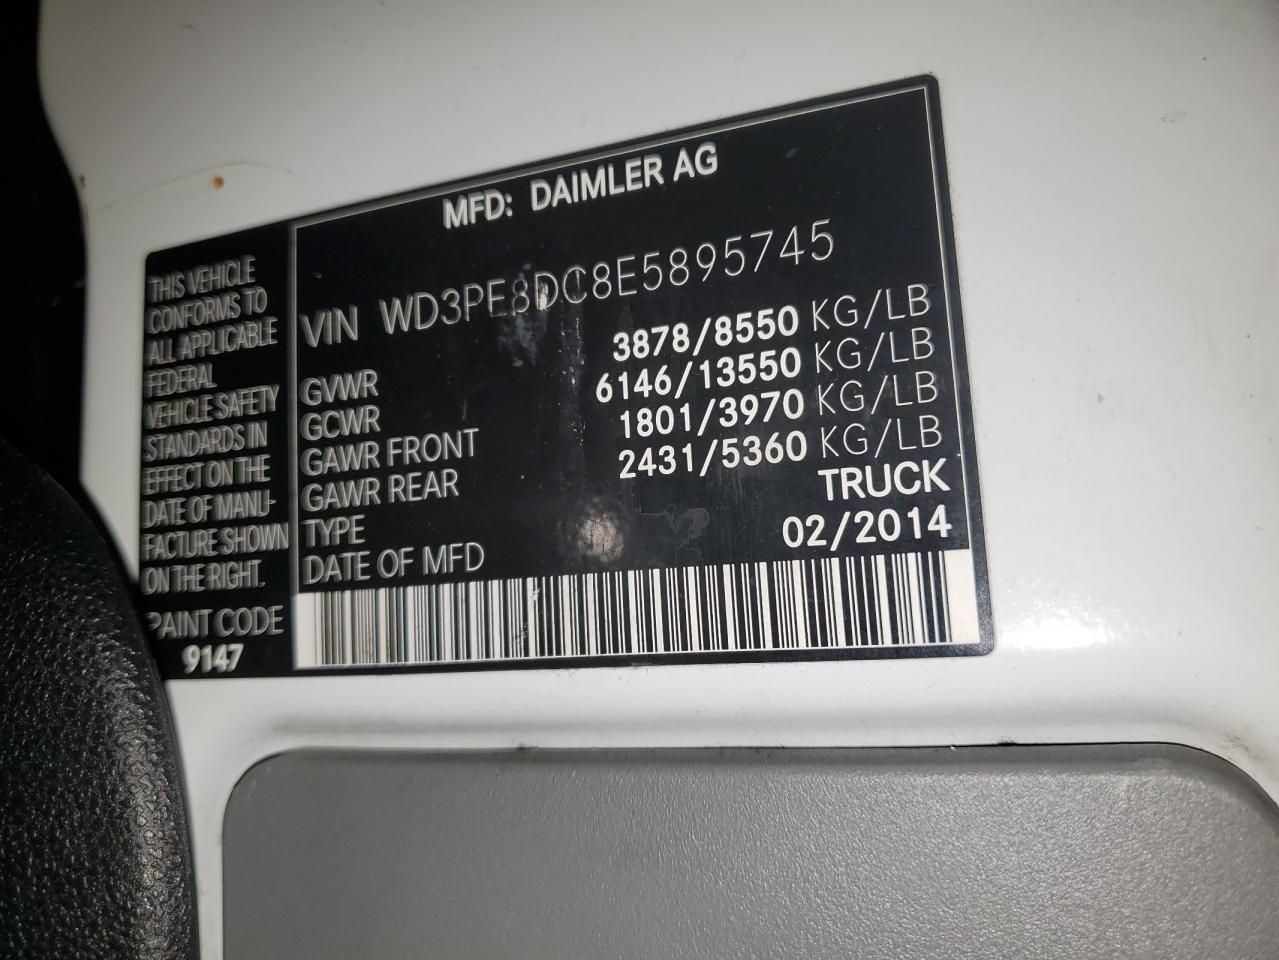 MFD: DAIMLER AG
THIS VEHICLE
CONFORMS TO
ALL APPLICABLE
FEDERAL
VEHICLE SAFETY
STANDARDS IN
EFFECT ON THE
DATE OF MANU-
FACTURE SHOWN
ON THE RIGHT.
PAINT CODE
9147
VIN WD3PE8DC8E5895745
GVWR 3878/8550 KG/LB
GCWR 6146/13550 KG/LB
GAWR FRONT 1801/3970 KG/LB
GAWR REAR 2431/5360 KG/LB
TYPE TRUCK
DATE OF MFD 02/2014